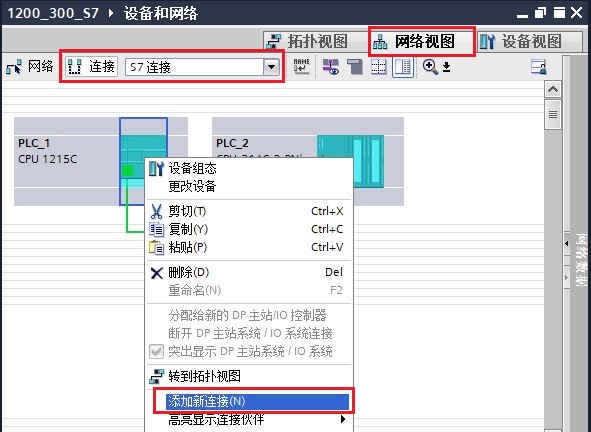 1200_300_S7 ▸ 设备和网络
拓扑视图 网络视图 设备视图
网络 连接 S7 连接
PLC_1
CPU 1215C
PLC_2
设备组态
更改设备
剪切(T) Ctrl+X
复制(Y) Ctrl+C
粘贴(P) Ctrl+V
删除(D) Del
重命名(N) F2
分配给新的 DP 主站/IO 控制器
断开 DP 主站系统 / IO 系统连接
突出显示 DP 主站系统 / IO 系统
转到拓扑视图
添加新连接(N)
高亮显示连接伙伴
网络数据